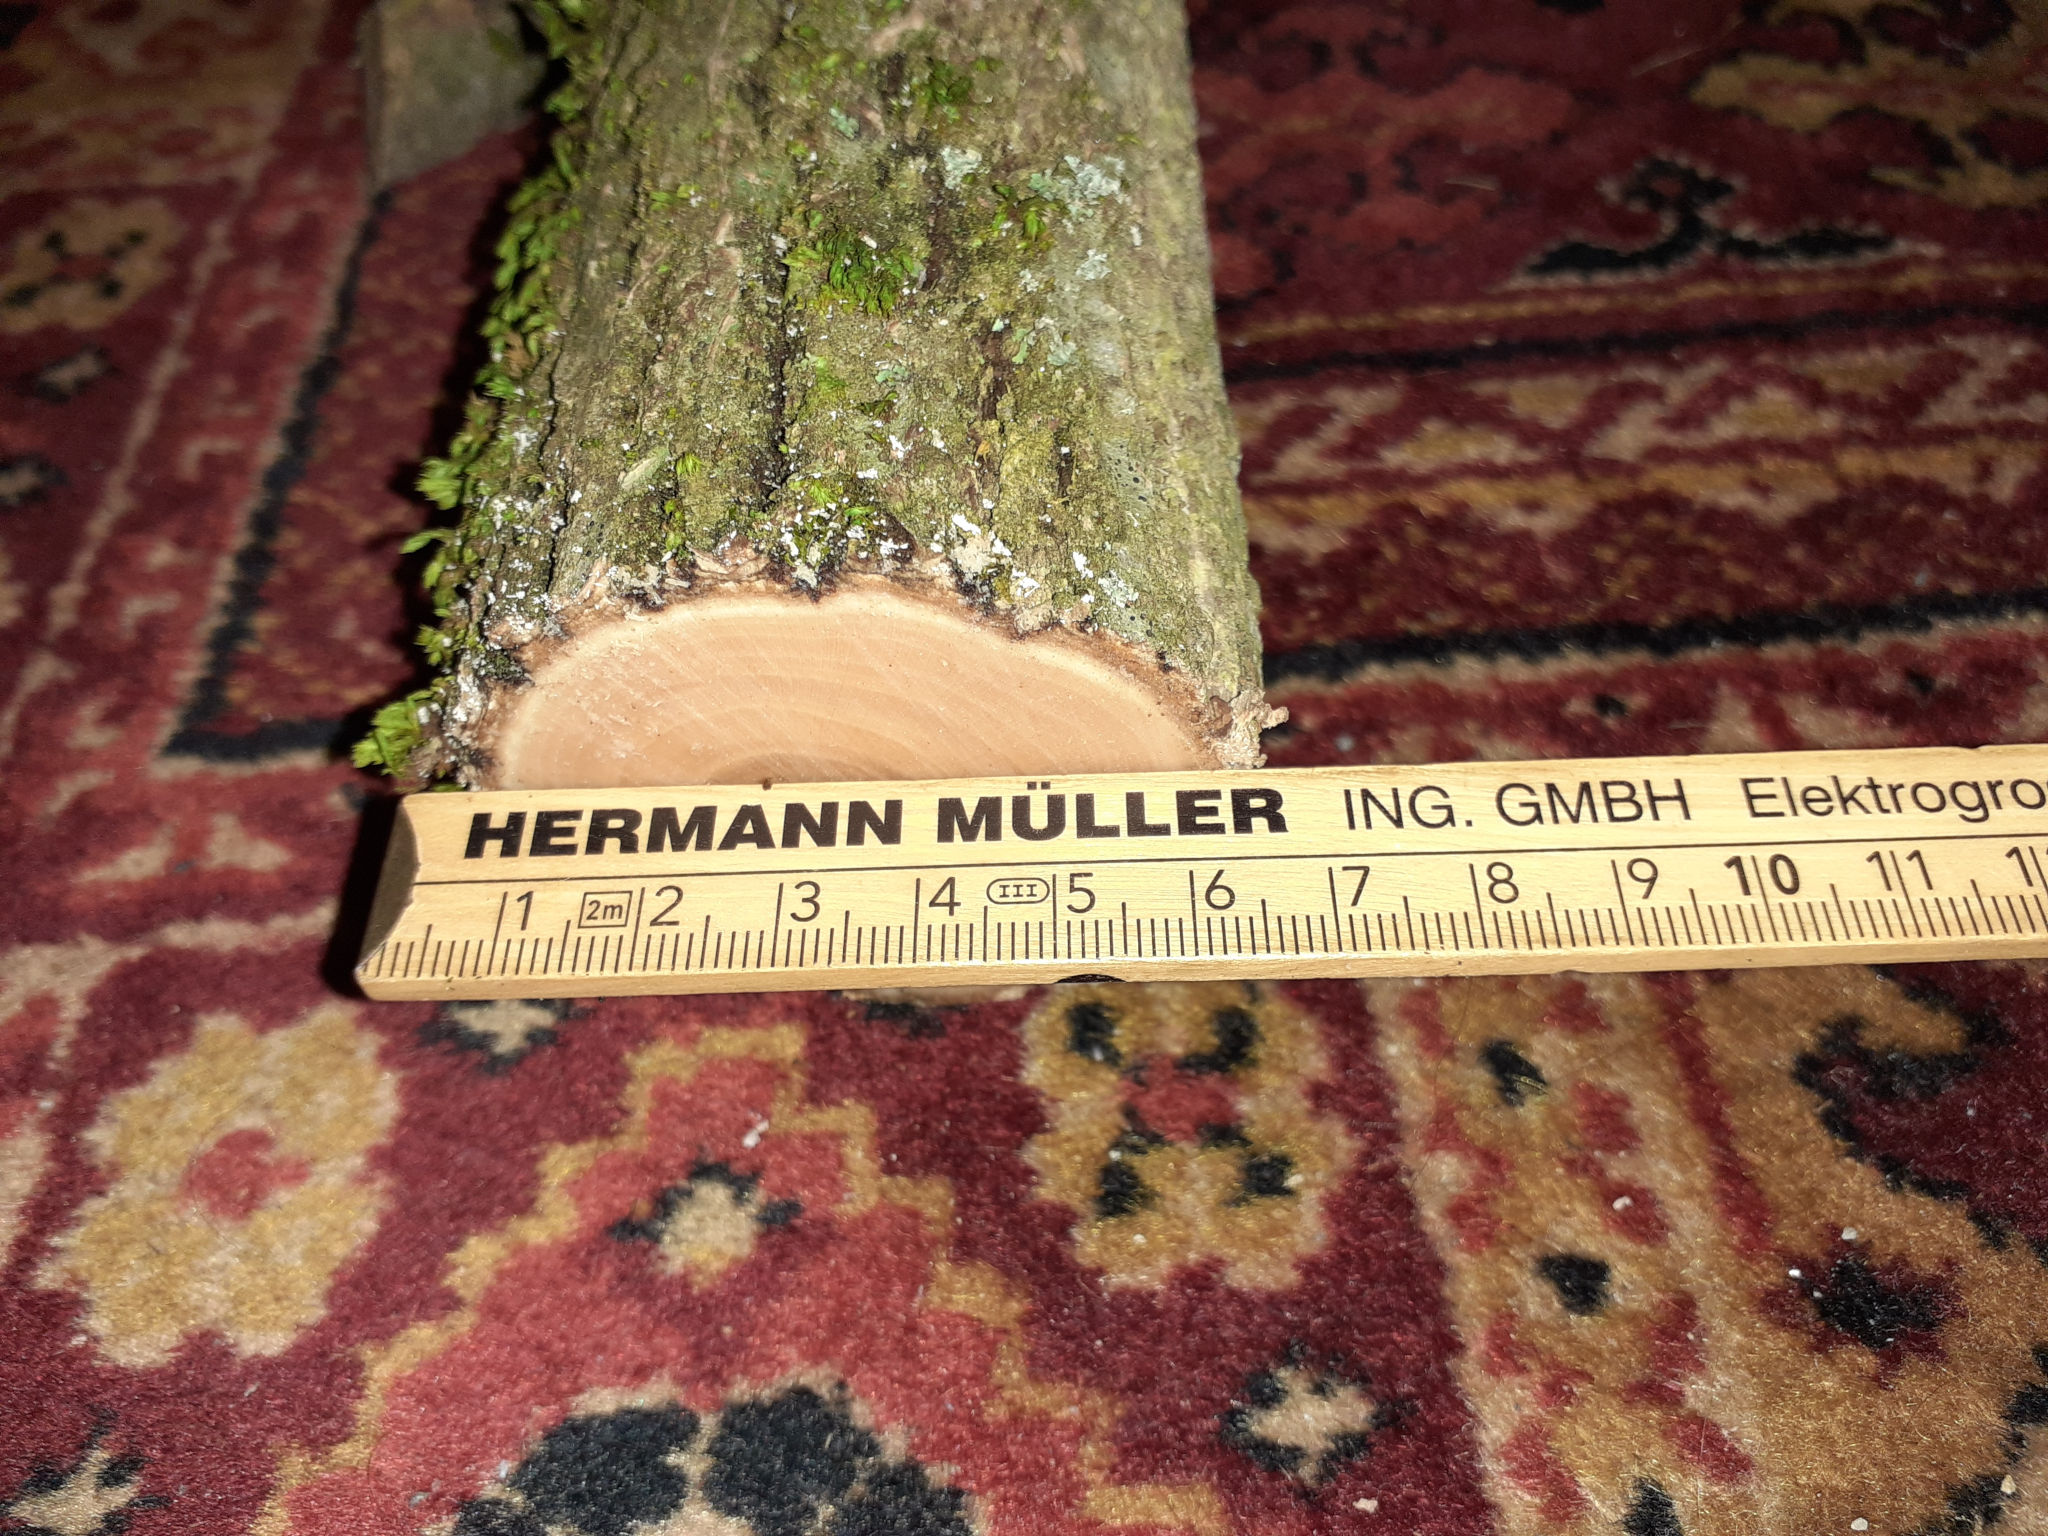 HERMANN MÜLLER ING. GMBH
1 2m 2 3 4 III 5 6 7 8 9 10 11